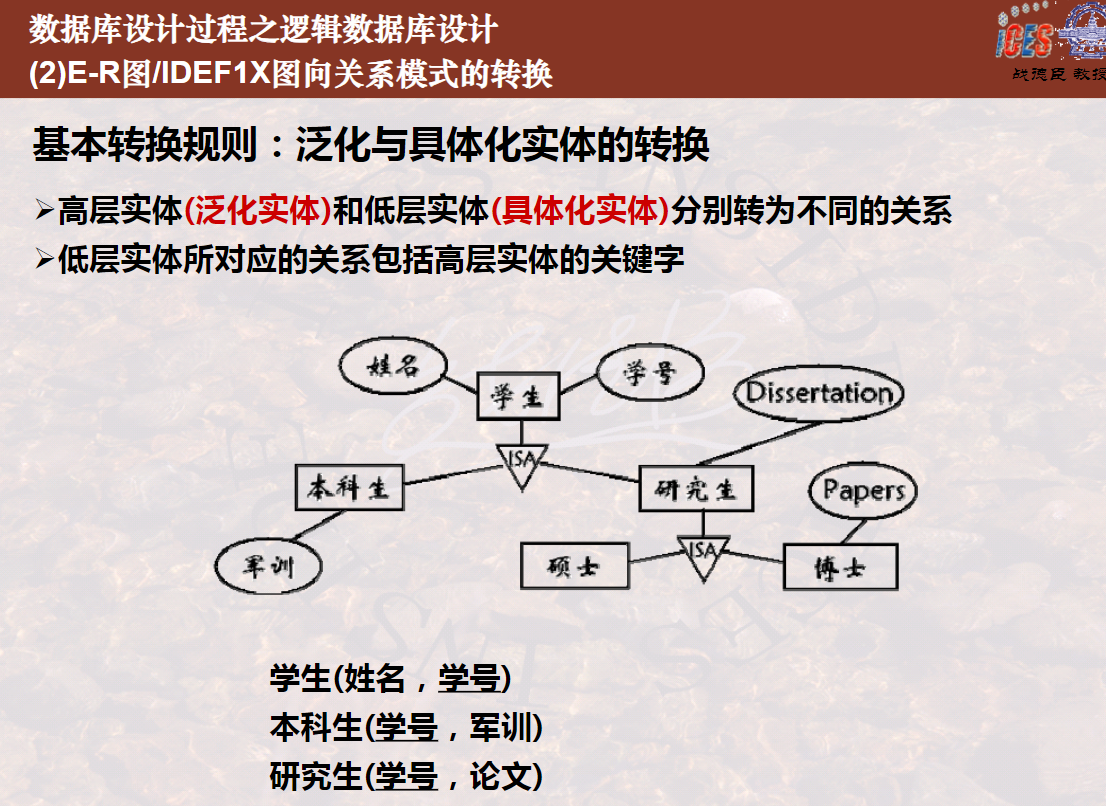 数据库设计过程之逻辑数据库设计
(2)E-R图/IDEF1X图向关系模式的转换
ICES
战德臣 教授
基本转换规则：泛化与具体化实体的转换
高层实体(泛化实体)和低层实体(具体化实体)分别转为不同的关系
低层实体所对应的关系包括高层实体的关键字
姓名
学号
学生
Dissertation
ISA
本科生
研究生
Papers
军训
ISA
硕士
博士
学生(姓名，学号)
本科生(学号，军训)
研究生(学号，论文)